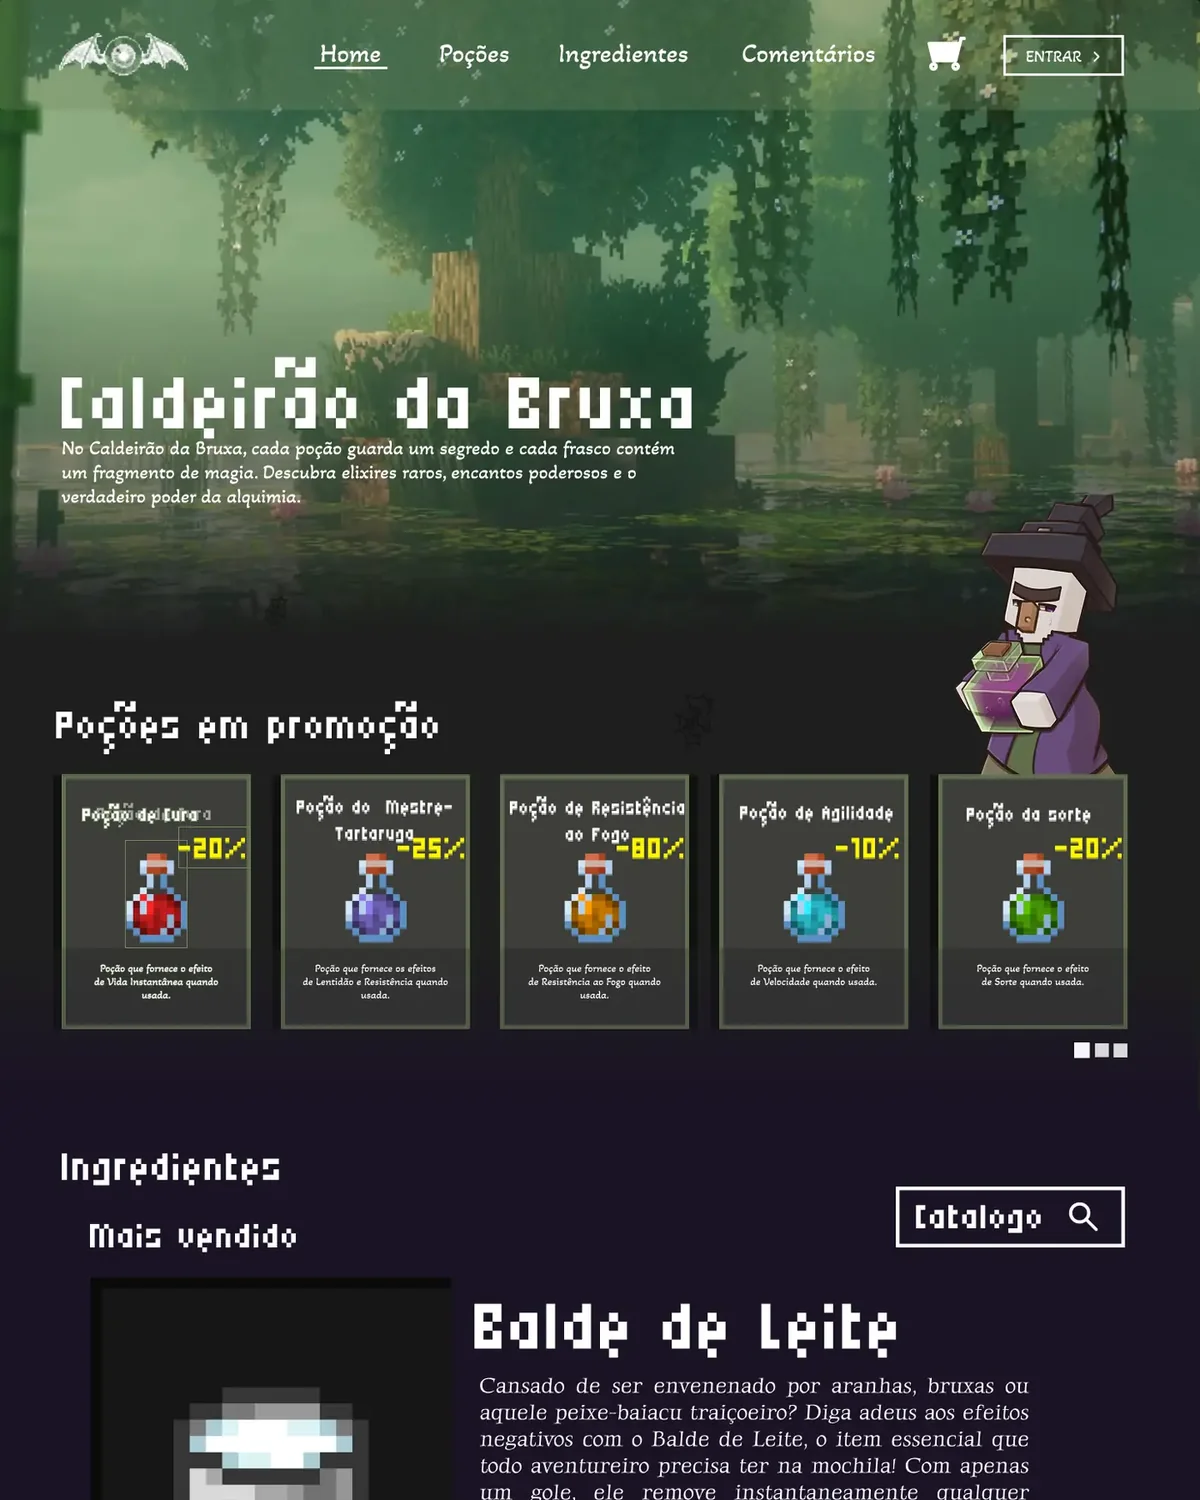 Home Poções Ingredientes Comentários ENTRAR
Caldeirão da Bruxa
No Caldeirão da Bruxa, cada poção guarda um segredo e cada frasco contém
um fragmento de magia. Descubra elixires raros, encantos poderosos e o
verdadeiro poder da alquimia.
Poções em promoção
Poção de Cura
-20%
Poção que fornece o efeito
de Vida Instantânea quando
usada.
Poção do Mestre-
Tartaruga
-25%
Poção que fornece os efeitos
de Lentidão e Resistência quando
usada.
Poção de Resistência
ao Fogo
-80%
Poção que fornece o efeito
de Resistência ao Fogo quando
usada.
Poção de Agilidade
-10%
Poção que fornece o efeito
de Velocidade quando usada.
Poção da sorte
-20%
Poção que fornece o efeito
de Sorte quando usada.
Ingredientes
Catalogo
Mais vendido
Balde de Leite
Cansado de ser envenenado por aranhas, bruxas ou
aquele peixe-baiacu traiçoeiro? Diga adeus aos efeitos
negativos com o Balde de Leite, o item essencial que
todo aventureiro precisa ter na mochila! Com apenas
um gole, ele remove instantaneamente qualquer